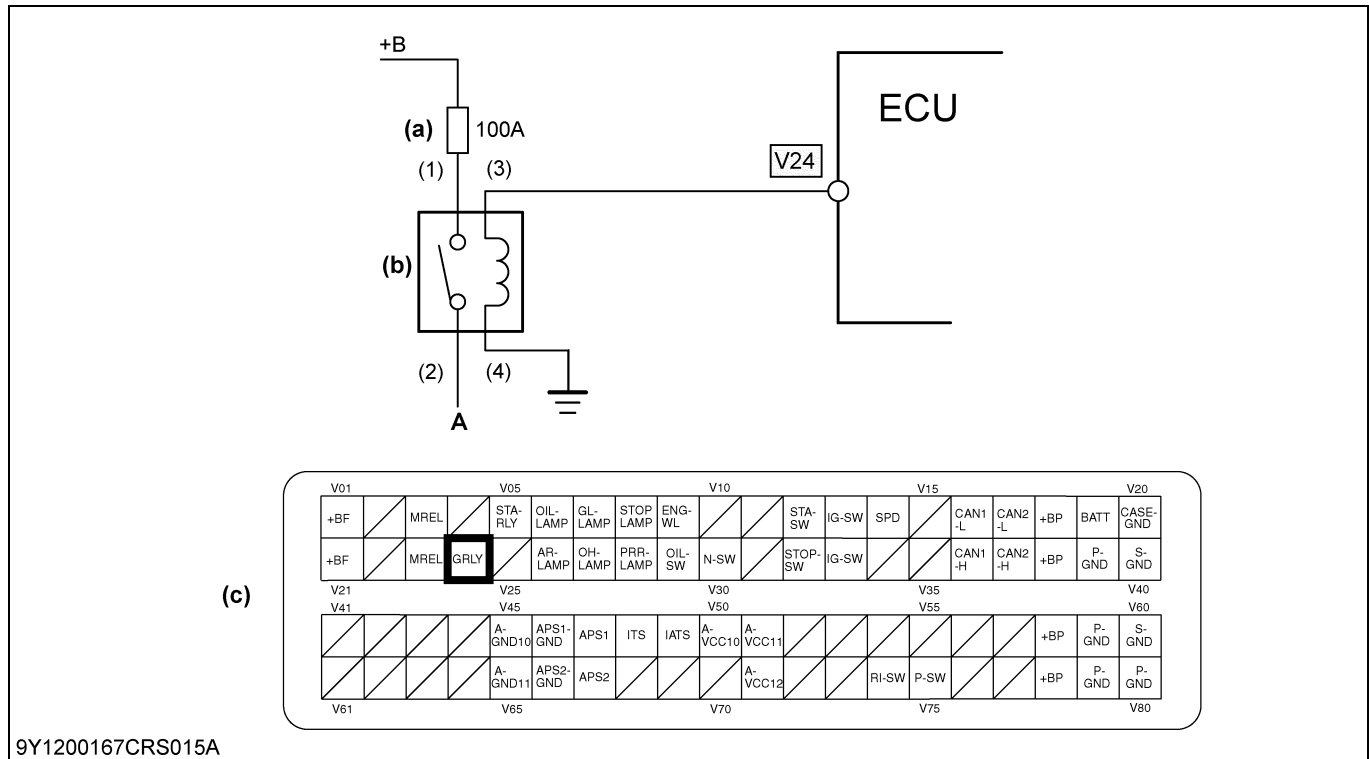 +B
(a)
100A
(1)
(3)
V24
ECU
(b)
(2)
(4)
A
V01 V05 V10 V15 V20
+BF MREL STA-RLY OIL-LAMP GL-LAMP STOP LAMP ENG-WL STA-SW IG-SW SPD CAN1-L CAN2-L +BP BATT CASE-GND
+BF MREL GRLY AR-LAMP OH-LAMP PRR-LAMP OIL-SW N-SW STOP-SW IG-SW CAN1-H CAN2-H +BP P-GND S-GND
V21 V25 V30 V35 V40
(c)
V41 V45 V50 V55 V60
A-GND10 APS1-GND APS1 ITS IATS A-VCC10 A-VCC11 +BP P-GND S-GND
A-GND11 APS2-GND APS2 A-VCC12 RI-SW P-SW +BP P-GND P-GND
V61 V65 V70 V75 V80
9Y1200167CRS015A